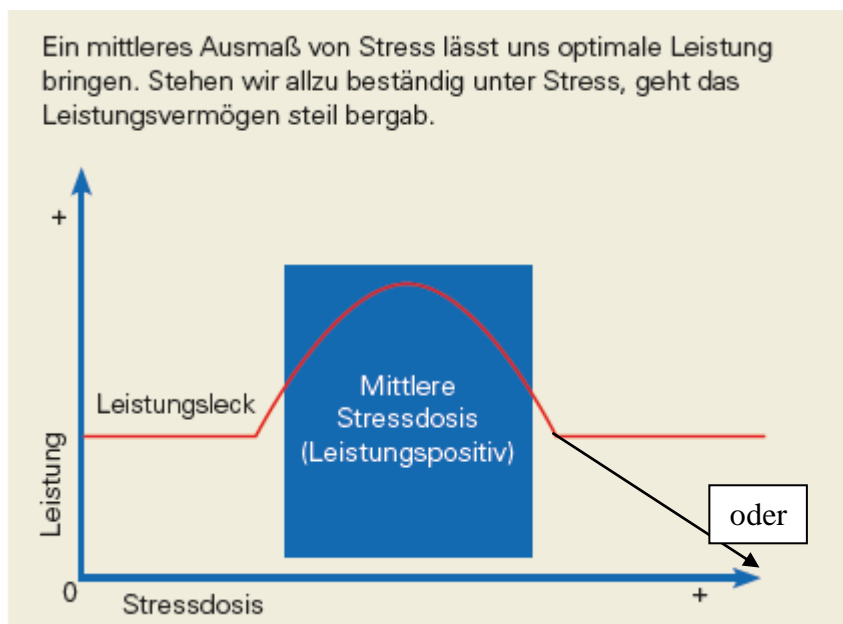 Ein mittleres Ausmaß von Stress lässt uns optimale Leistung
bringen. Stehen wir allzu beständig unter Stress, geht das
Leistungsvermögen steil bergab.
+
Leistungsleck
Mittlere
Stressdosis
(Leistungspositiv)
Leistung
oder
0
Stressdosis
+